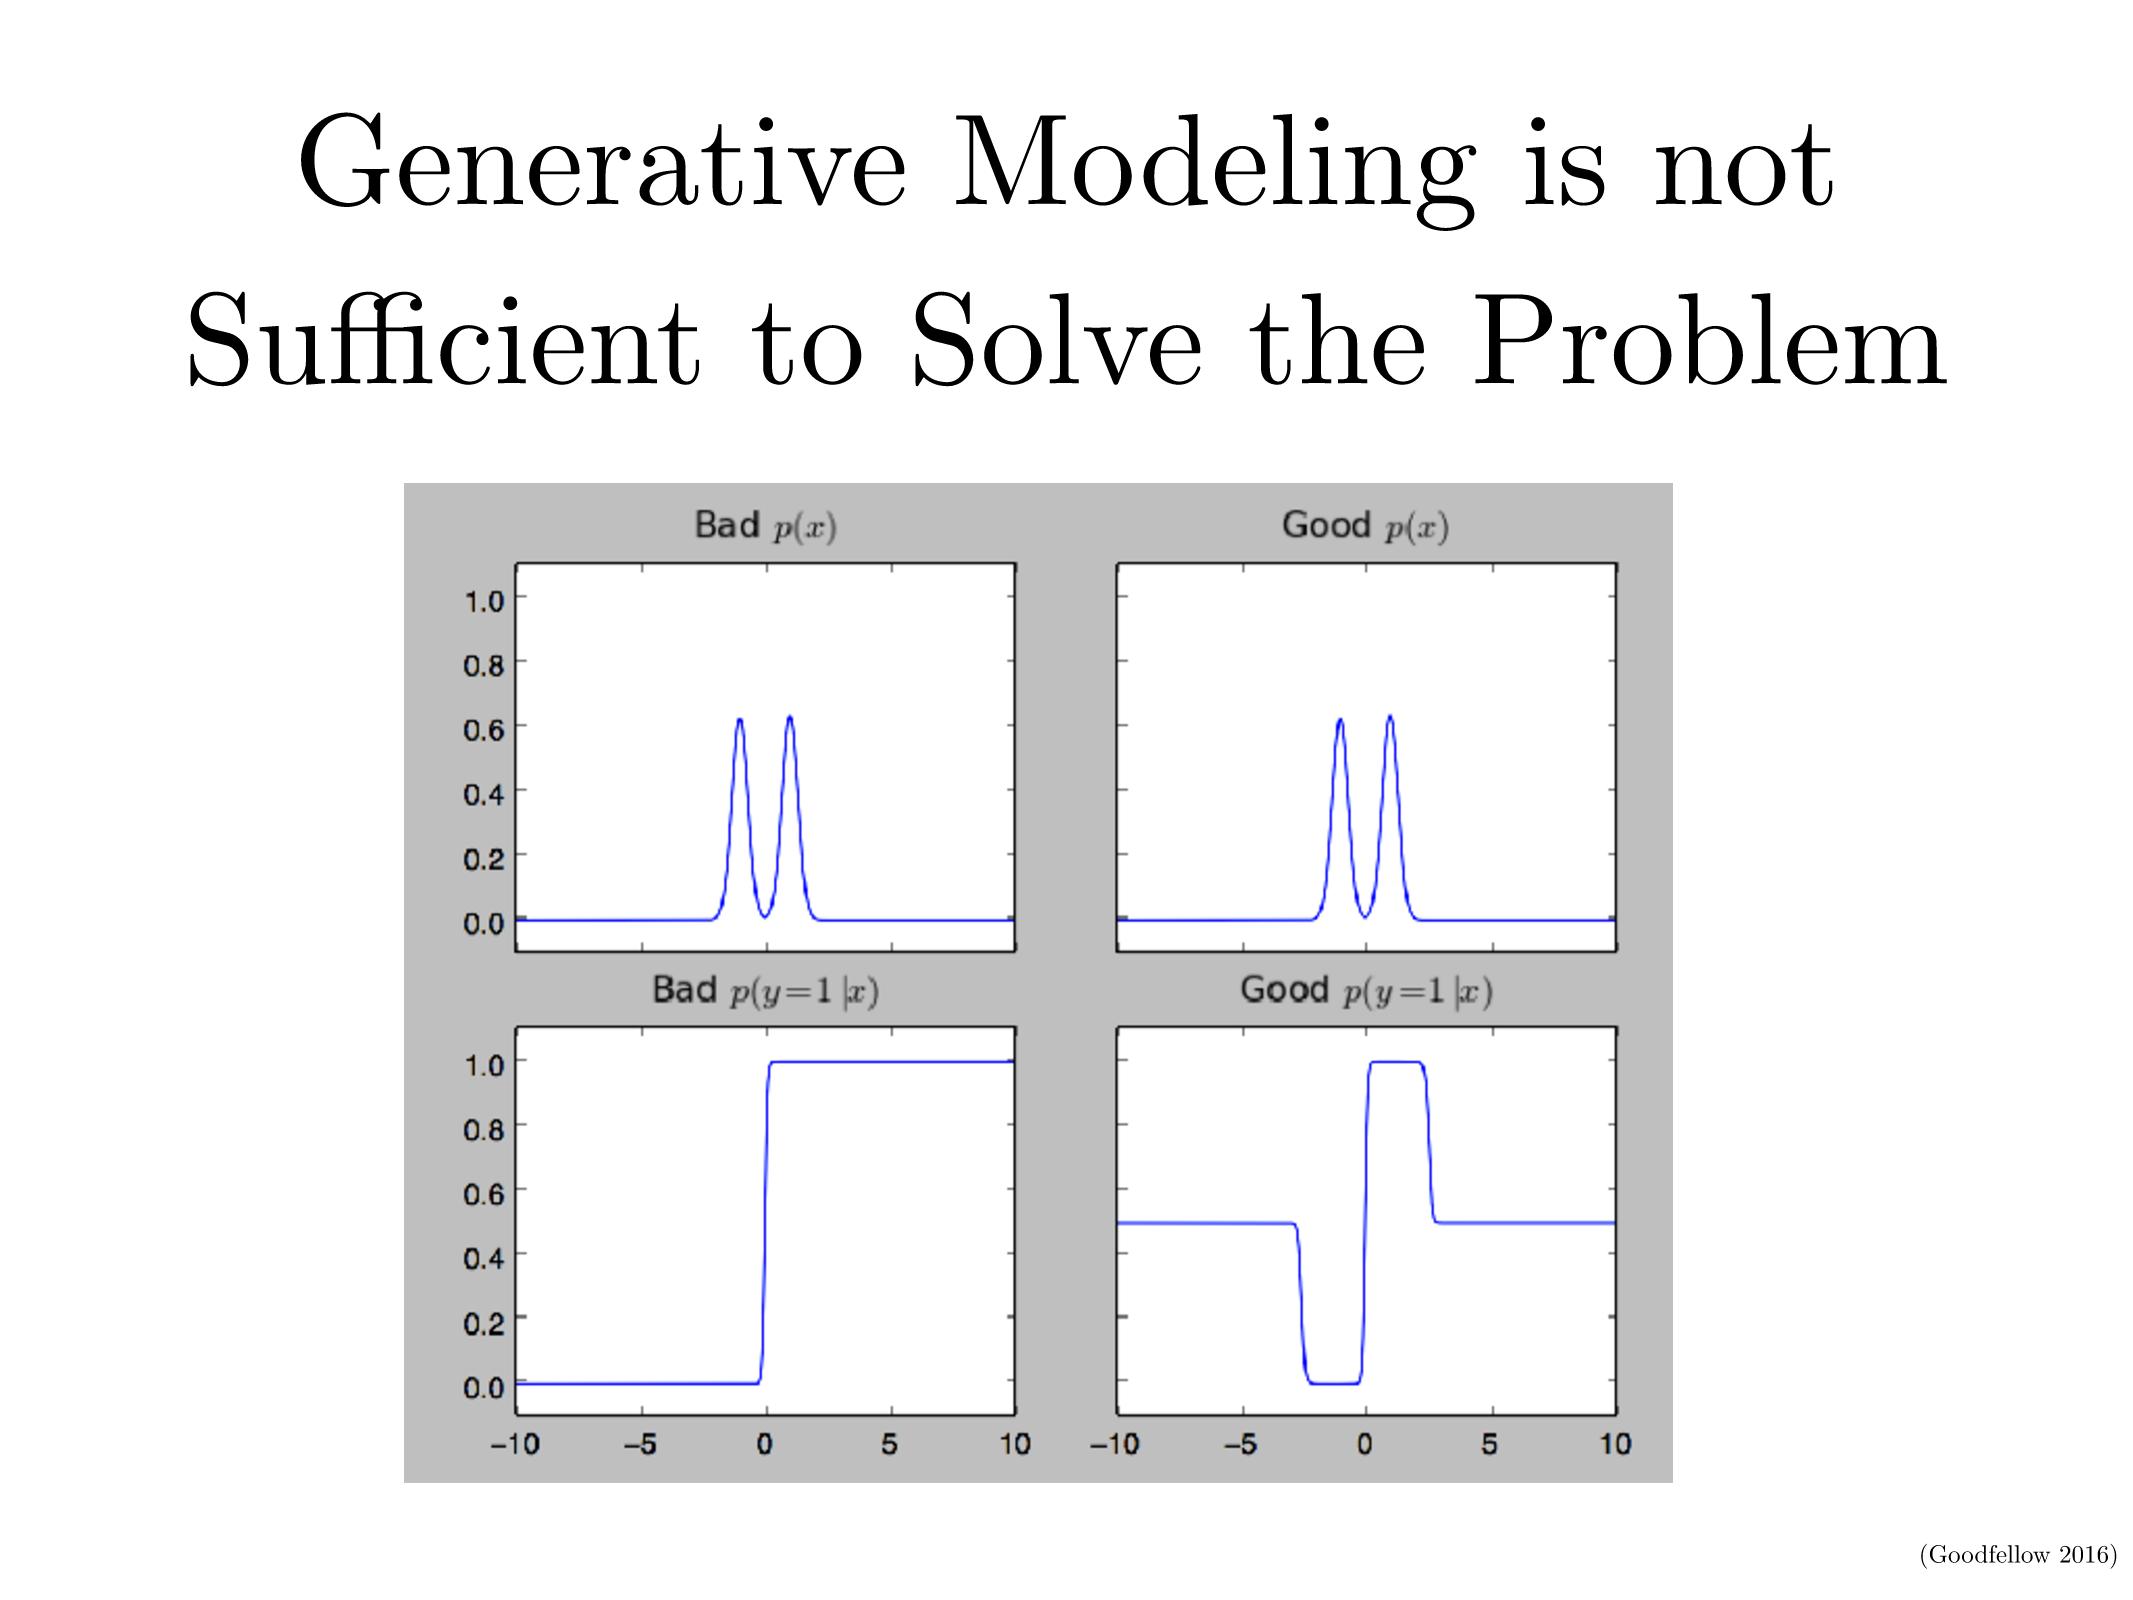 Generative Modeling is not
Sufficient to Solve the Problem
Bad p(x)
Good p(x)
1.0
0.8
0.6
0.4
0.2
0.0
Bad p(y=1|x)
Good p(y=1|x)
1.0
0.8
0.6
0.4
0.2
0.0
−10 −5 0 5 10
−10 −5 0 5 10
(Goodfellow 2016)